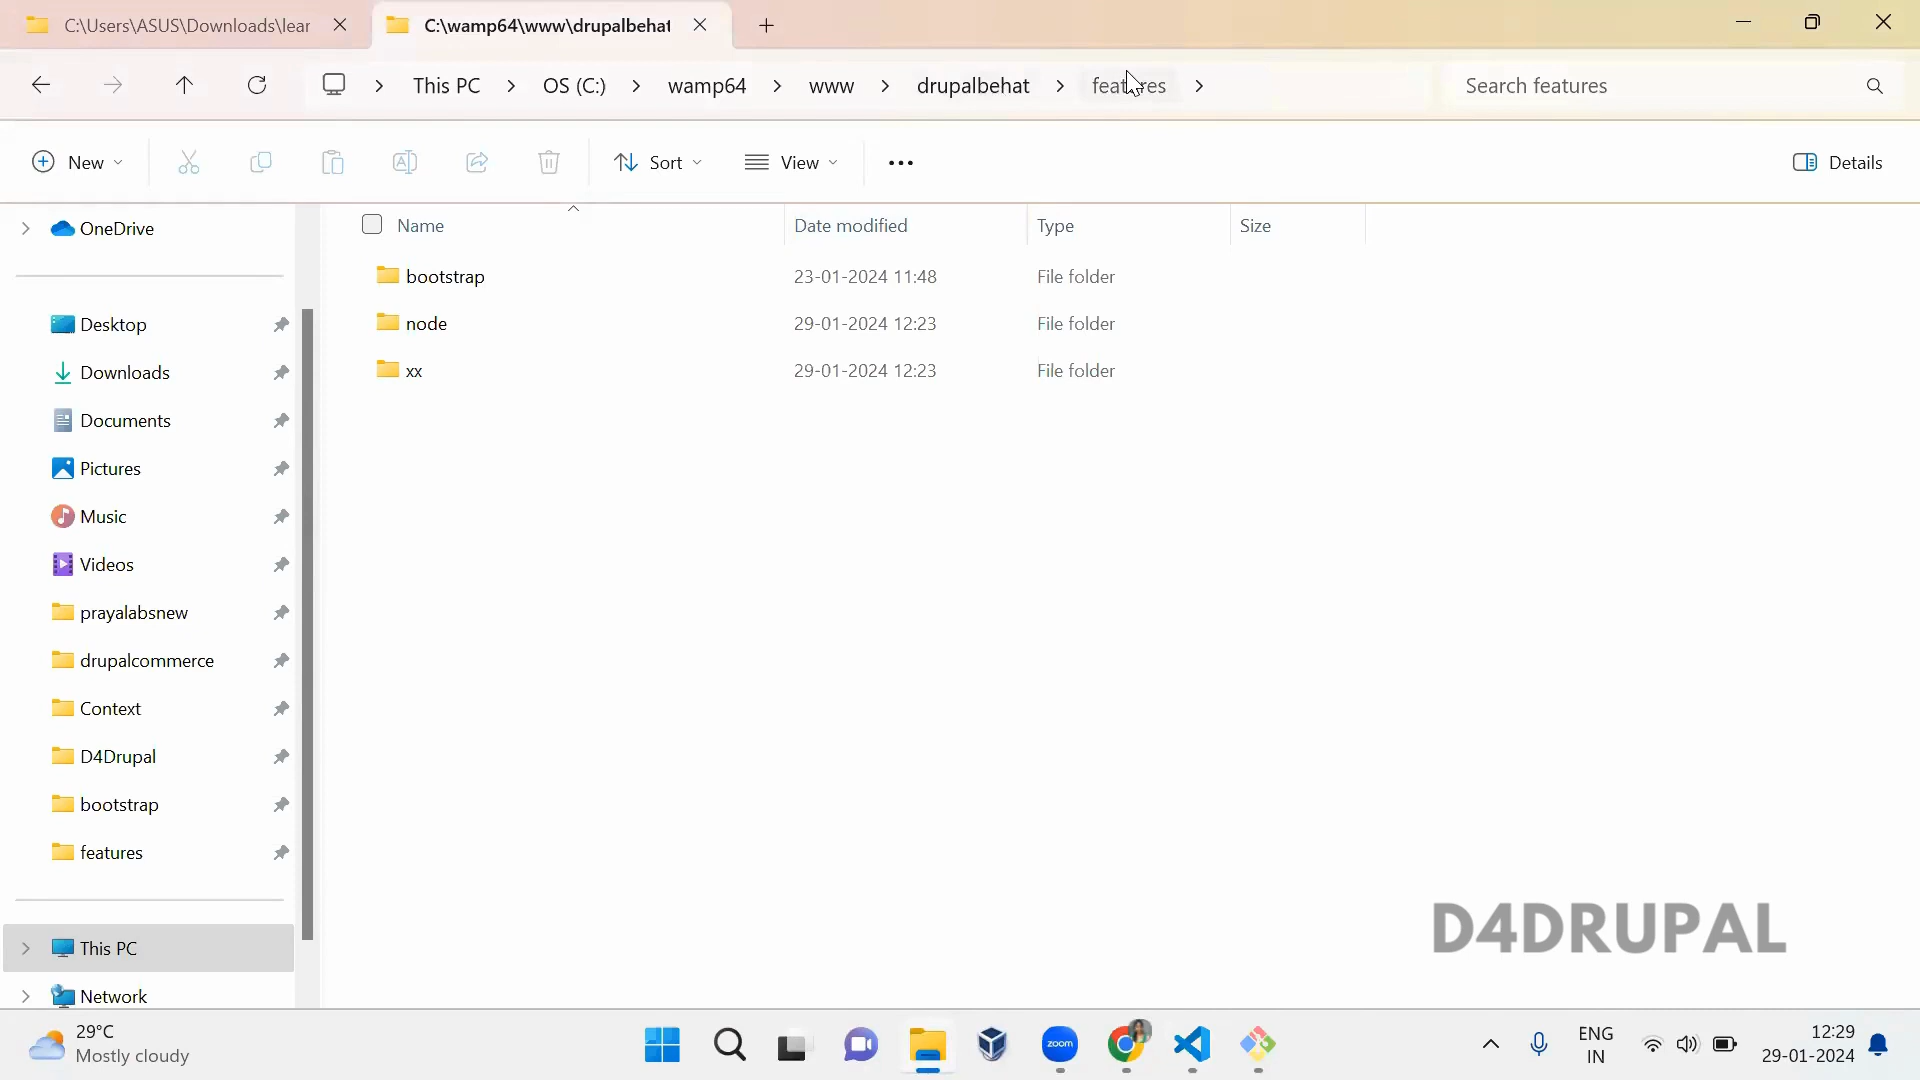 C:\Users\ASUS\Downloads\lear
C:\wamp64\www\drupalbehat
This PC > OS (C:) > wamp64 > www > drupalbehat > features >
Search features
New
Sort
View
Details
Name Date modified Type Size
bootstrap 23-01-2024 11:48 File folder
node 29-01-2024 12:23 File folder
xx 29-01-2024 12:23 File folder
OneDrive
Desktop
Downloads
Documents
Pictures
Music
Videos
prayalabsnew
drupalcommerce
Context
D4Drupal
bootstrap
features
This PC
Network
D4DRUPAL
29°C
Mostly cloudy
zoom
ENG
IN
12:29
29-01-2024